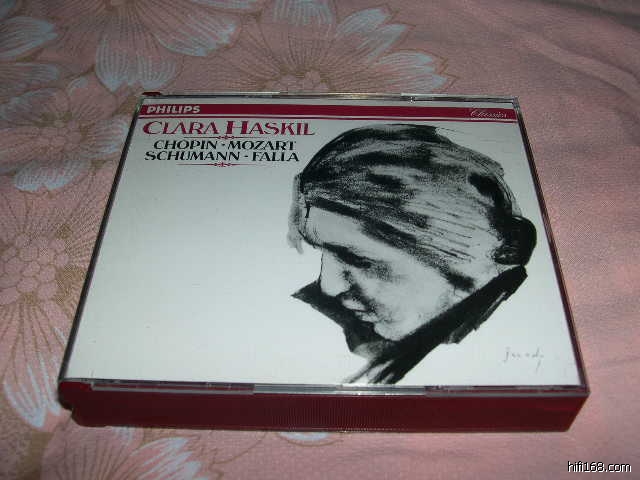 PHILIPS
Classics
CLARA HASKIL
CHOPIN · MOZART
SCHUMANN · FALLA
hifi168.com